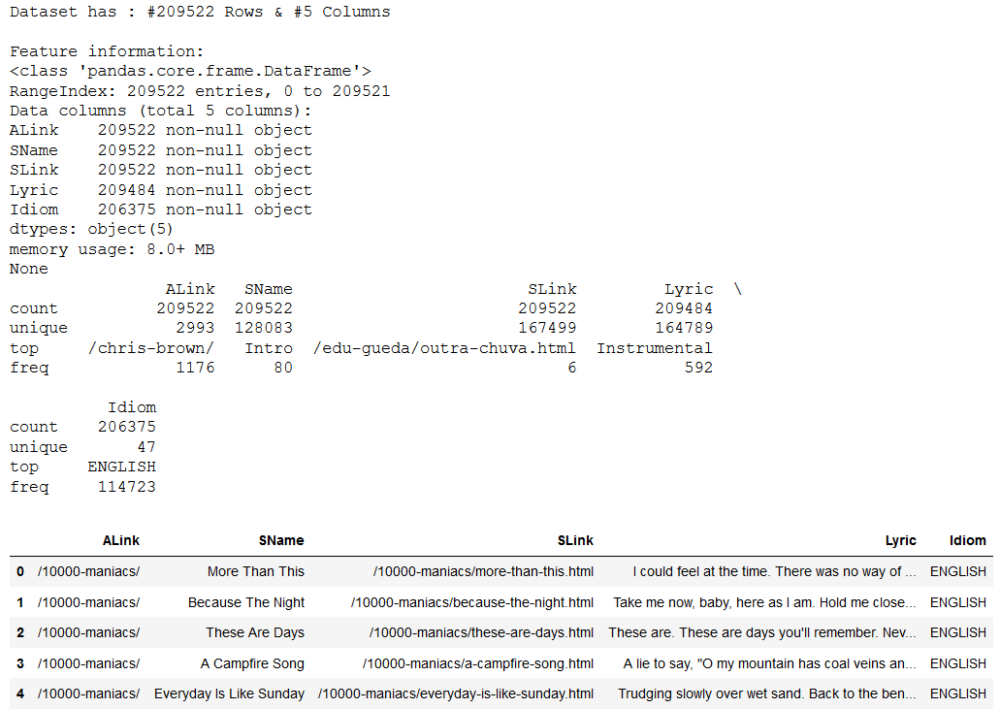 Dataset has : #209522 Rows & #5 Columns
Feature information:
<class 'pandas.core.frame.DataFrame'>
RangeIndex: 209522 entries, 0 to 209521
Data columns (total 5 columns):
ALink    209522 non-null object
SName    209522 non-null object
SLink    209522 non-null object
Lyric    209484 non-null object
Idiom    206375 non-null object
dtypes: object(5)
memory usage: 8.0+ MB
None
ALink   SName   SLink   Lyric  \
count   209522  209522   209522   209484
unique   2993  128083   167499   164789
top   /chris-brown/   Intro  /edu-gueda/outra-chuva.html  Instrumental
freq   1176   80   6   592
Idiom
count   206375
unique   47
top   ENGLISH
freq   114723
ALink   SName   SLink   Lyric   Idiom
0 /10000-maniacs/ More Than This /10000-maniacs/more-than-this.html I could feel at the time. There was no way of ... ENGLISH
1 /10000-maniacs/ Because The Night /10000-maniacs/because-the-night.html Take me now, baby, here as I am. Hold me close... ENGLISH
2 /10000-maniacs/ These Are Days /10000-maniacs/these-are-days.html These are. These are days you'll remember. Nev... ENGLISH
3 /10000-maniacs/ A Campfire Song /10000-maniacs/a-campfire-song.html A lie to say, "O my mountain has coal veins an... ENGLISH
4 /10000-maniacs/ Everyday Is Like Sunday /10000-maniacs/everyday-is-like-sunday.html Trudging slowly over wet sand. Back to the ben... ENGLISH